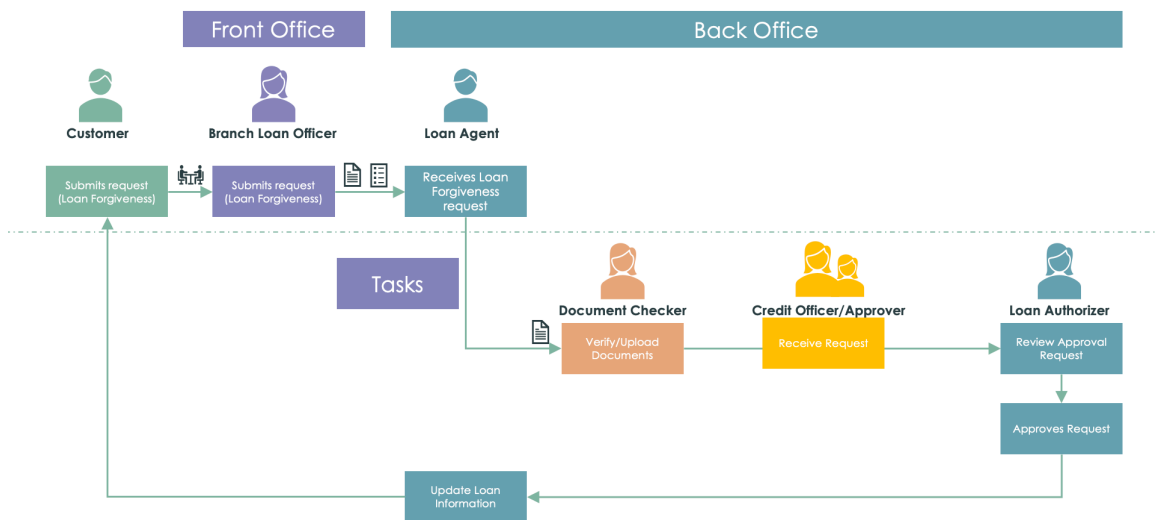 Front Office
Back Office
Customer
Branch Loan Officer
Loan Agent
Submits request
(Loan Forgiveness)
Submits request
(Loan Forgiveness)
Receives Loan
Forgiveness
request
Tasks
Document Checker
Credit Officer/Approver
Loan Authorizer
Verify/Upload
Documents
Receive Request
Review Approval
Request
Approves Request
Update Loan
Information